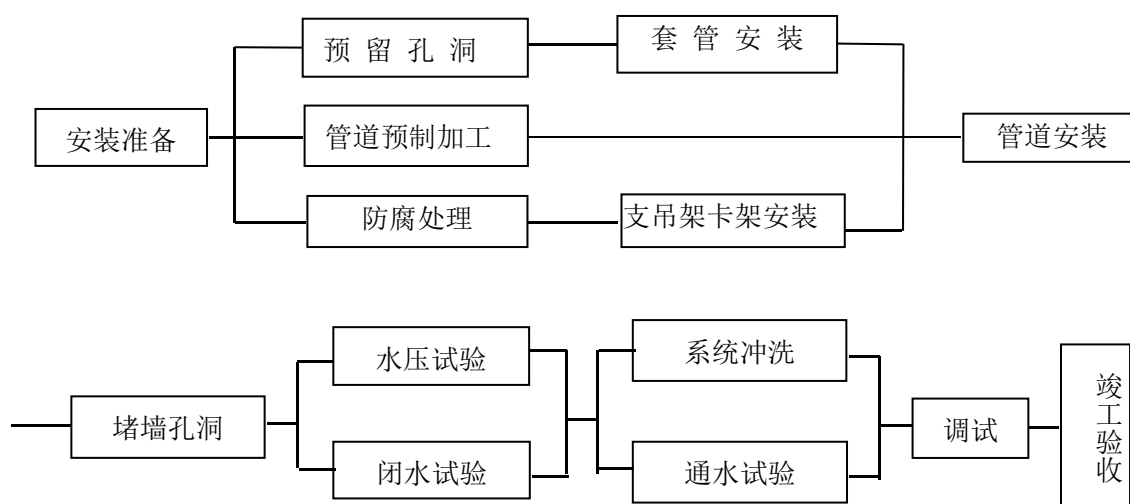 预留孔洞
套管安装
安装准备
管道预制加工
管道安装
防腐处理
支吊架卡架安装
水压试验
系统冲洗
堵墙孔洞
调试
竣工验收
闭水试验
通水试验